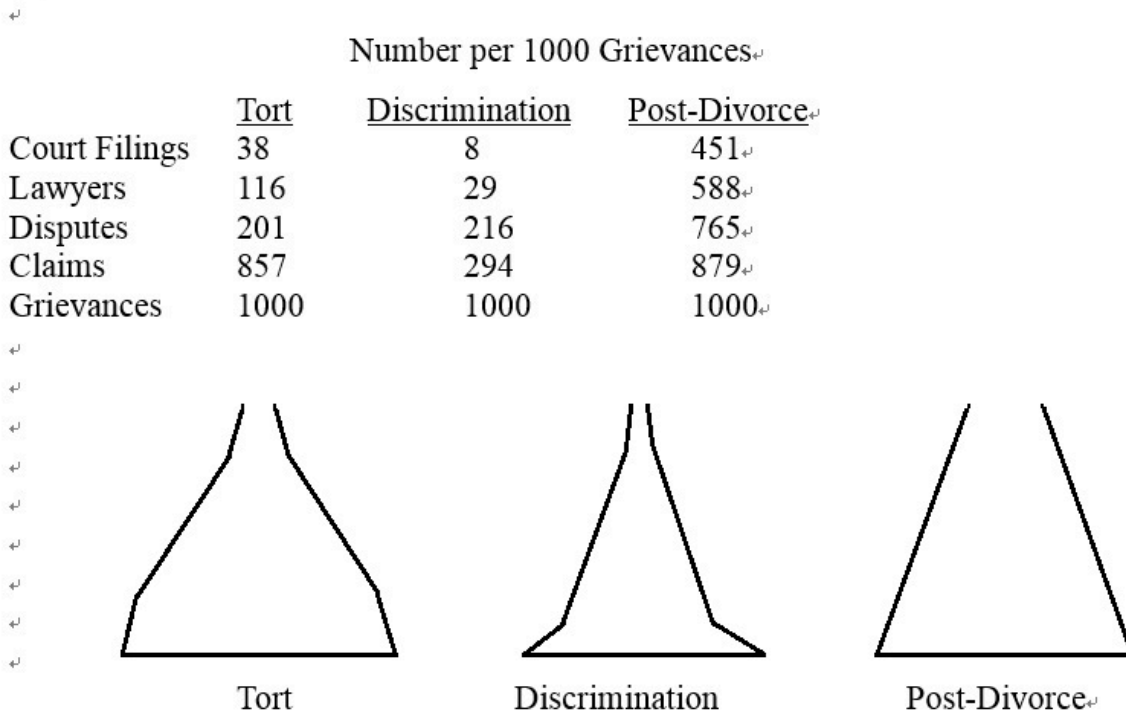 Number per 1000 Grievances
Tort Discrimination Post-Divorce
Court Filings 38 8 451
Lawyers 116 29 588
Disputes 201 216 765
Claims 857 294 879
Grievances 1000 1000 1000
Tort Discrimination Post-Divorce